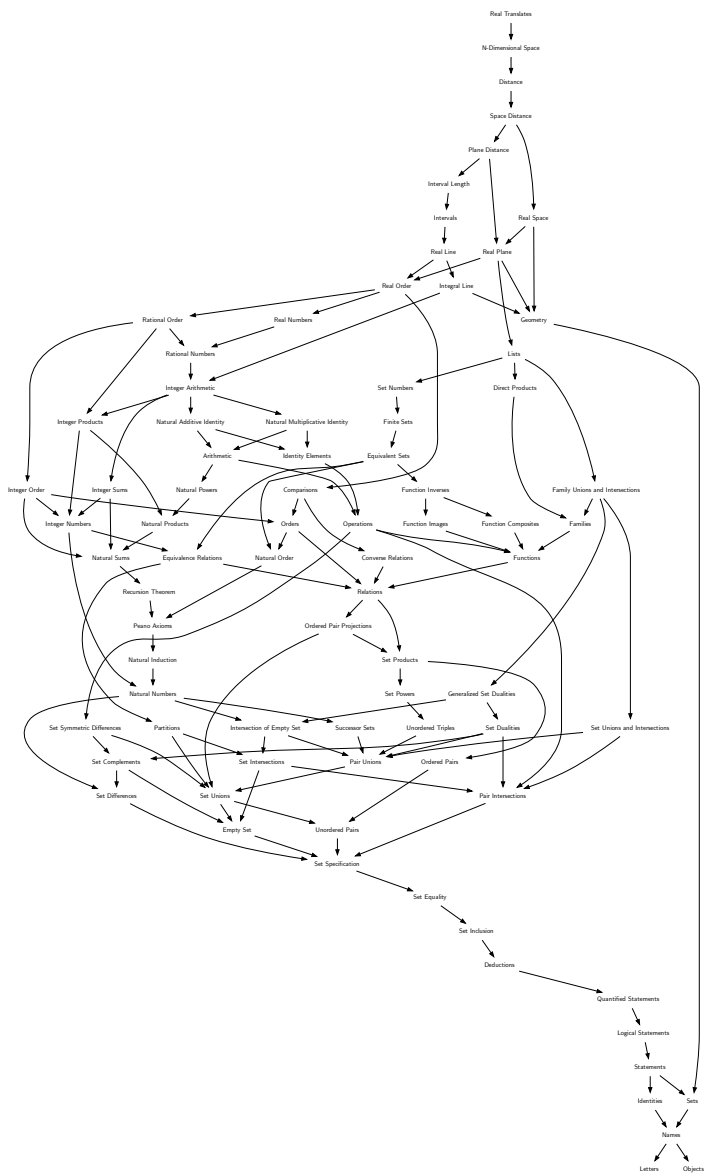 Real Translates
N-Dimensional Space
Distance
Space Distance
Plane Distance
Interval Length
Intervals Real Space
Real Line Real Plane
Real Order Integral Line
Rational Order Real Numbers Geometry
Rational Numbers Lists
Integer Arithmetic Set Numbers Direct Products
Integer Products Natural Additive Identity Natural Multiplicative Identity Finite Sets
Arithmetic Identity Elements Equivalent Sets
Integer Order Integer Sums Natural Powers Comparisons Function Inverses Family Unions and Intersections
Integer Numbers Natural Products Orders Operations Function Images Function Composites Families
Natural Sums Equivalence Relations Natural Order Converse Relations Functions
Recursion Theorem Relations
Peano Axioms Ordered Pair Projections
Natural Induction Set Products
Natural Numbers Set Powers Generalized Set Dualities
Set Symmetric Differences Partitions Intersection of Empty Set Successor Sets Unordered Triples Set Dualities Set Unions and Intersections
Set Complements Set Intersections Pair Unions Ordered Pairs
Set Differences Set Unions Pair Intersections
Empty Set Unordered Pairs
Set Specification
Set Equality
Set Inclusion
Deductions
Quantified Statements
Logical Statements
Statements
Identities Sets
Names
Letters Objects